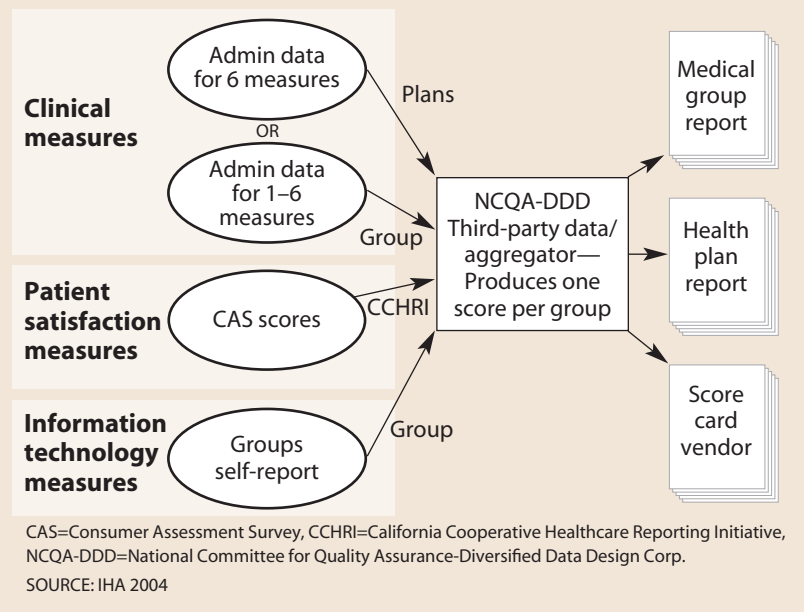 Clinical
measures
Admin data
for 6 measures
OR
Admin data
for 1–6
measures
Plans
Group
Patient
satisfaction
measures
CAS scores
CCHRI
Information
technology
measures
Groups
self-report
Group
NCQA-DDD
Third-party data/
aggregator—
Produces one
score per group
Medical
group
report
Health
plan
report
Score
card
vendor
CAS=Consumer Assessment Survey, CCHRI=California Cooperative Healthcare Reporting Initiative,
NCQA-DDD=National Committee for Quality Assurance-Diversified Data Design Corp.
SOURCE: IHA 2004